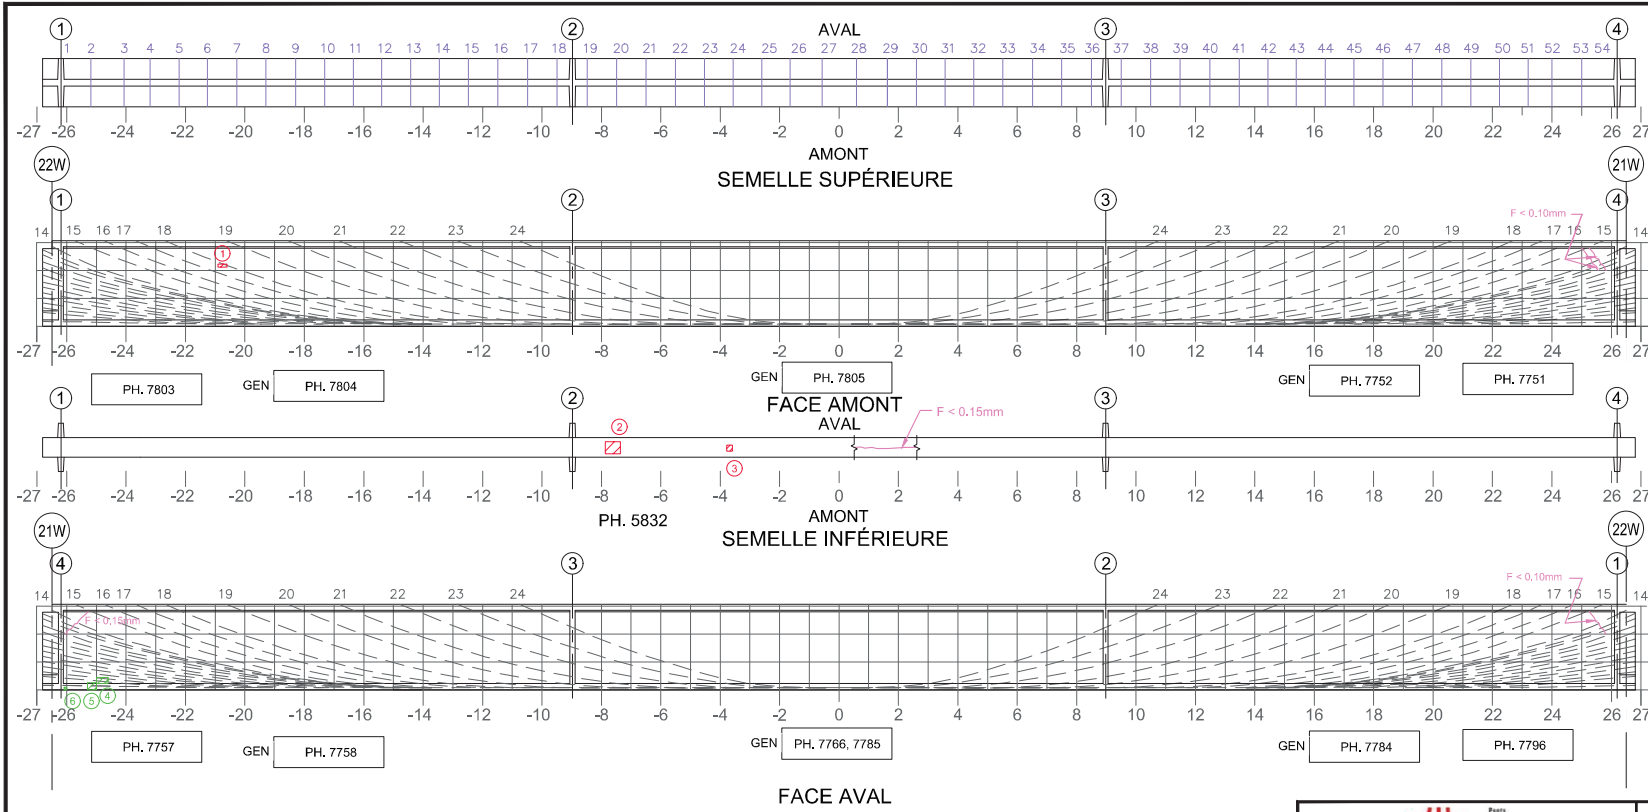 1 2 AVAL 3 4
1 2 3 4 5 6 7 8 9 10 11 12 13 14 15 16 17 18 19 20 21 22 23 24 25 26 27 28 29 30 31 32 33 34 35 36 37 38 39 40 41 42 43 44 45 46 47 48 49 50 51 52 53 54
-27 -26 -24 -22 -20 -18 -16 -14 -12 -10 -8 -6 -4 -2 0 2 4 6 8 10 12 14 16 18 20 22 24 26 27
AMONT
22W SEMELLE SUPÉRIEURE 21W
1 2 3 4
F < 0.10mm
14 15 16 17 18 19 20 21 22 23 24 24 23 22 21 20 19 18 17 16 15 14
1
-27 -26 -24 -22 -20 -18 -16 -14 -12 -10 -8 -6 -4 -2 0 2 4 6 8 10 12 14 16 18 20 22 24 26 27
PH. 7803 GEN PH. 7804 GEN PH. 7805 GEN PH. 7752 PH. 7751
1 2 FACE AMONT 3 4
F < 0.15mm
AVAL
2
3
-27 -26 -24 -22 -20 -18 -16 -14 -12 -10 -8 -6 -4 -2 0 2 4 6 8 10 12 14 16 18 20 22 24 26 27
PH. 5832 AMONT
21W SEMELLE INFÉRIEURE 22W
4 3 2 1
F < 0.10mm
14 15 16 17 18 19 20 21 22 23 24 24 23 22 21 20 19 18 17 16 15 14
F < 0.15mm
6 5 4
-27 -26 -24 -22 -20 -18 -16 -14 -12 -10 -8 -6 -4 -2 0 2 4 6 8 10 12 14 16 18 20 22 24 26 27
PH. 7757 GEN PH. 7758 GEN PH. 7766, 7785 GEN PH. 7784 PH. 7796
FACE AVAL
Ponts